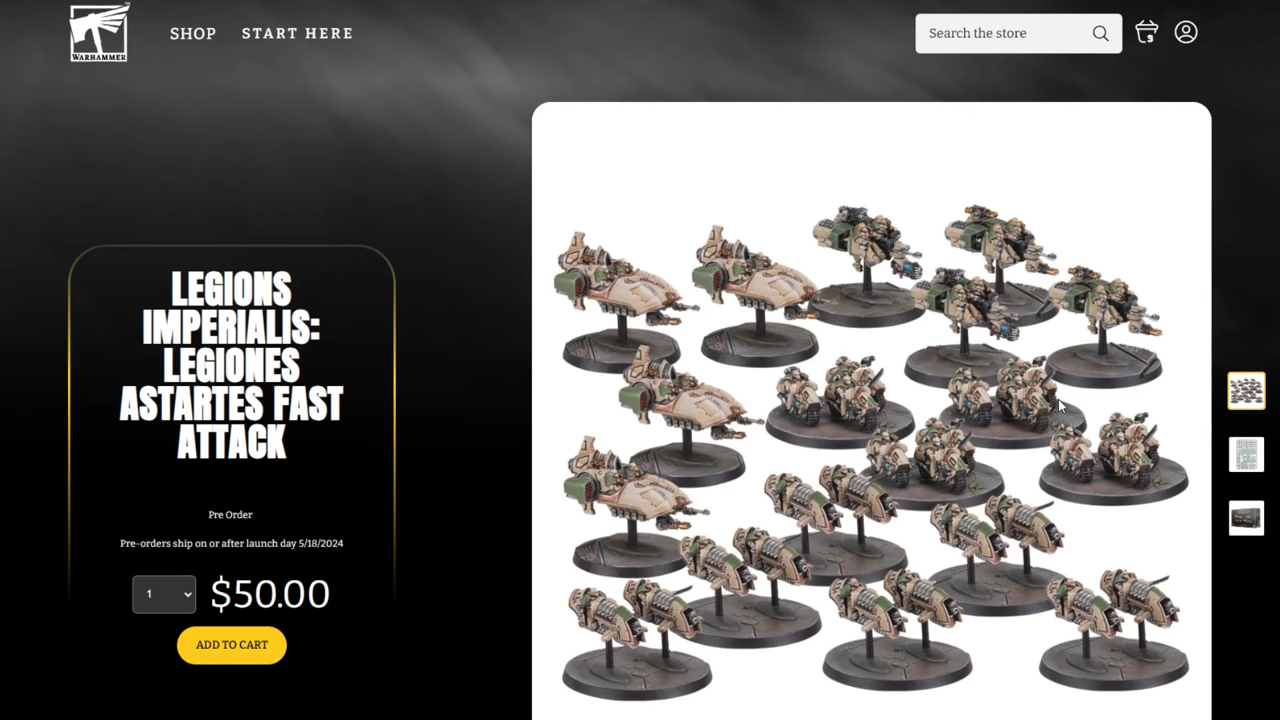 WARHAMMER
SHOP
START HERE
Search the store
3
LEGIONS
IMPERIALIS:
LEGIONES
ASTARTES FAST
ATTACK
Pre Order
Pre-orders ship on or after launch day 5/18/2024
1
$50.00
ADD TO CART